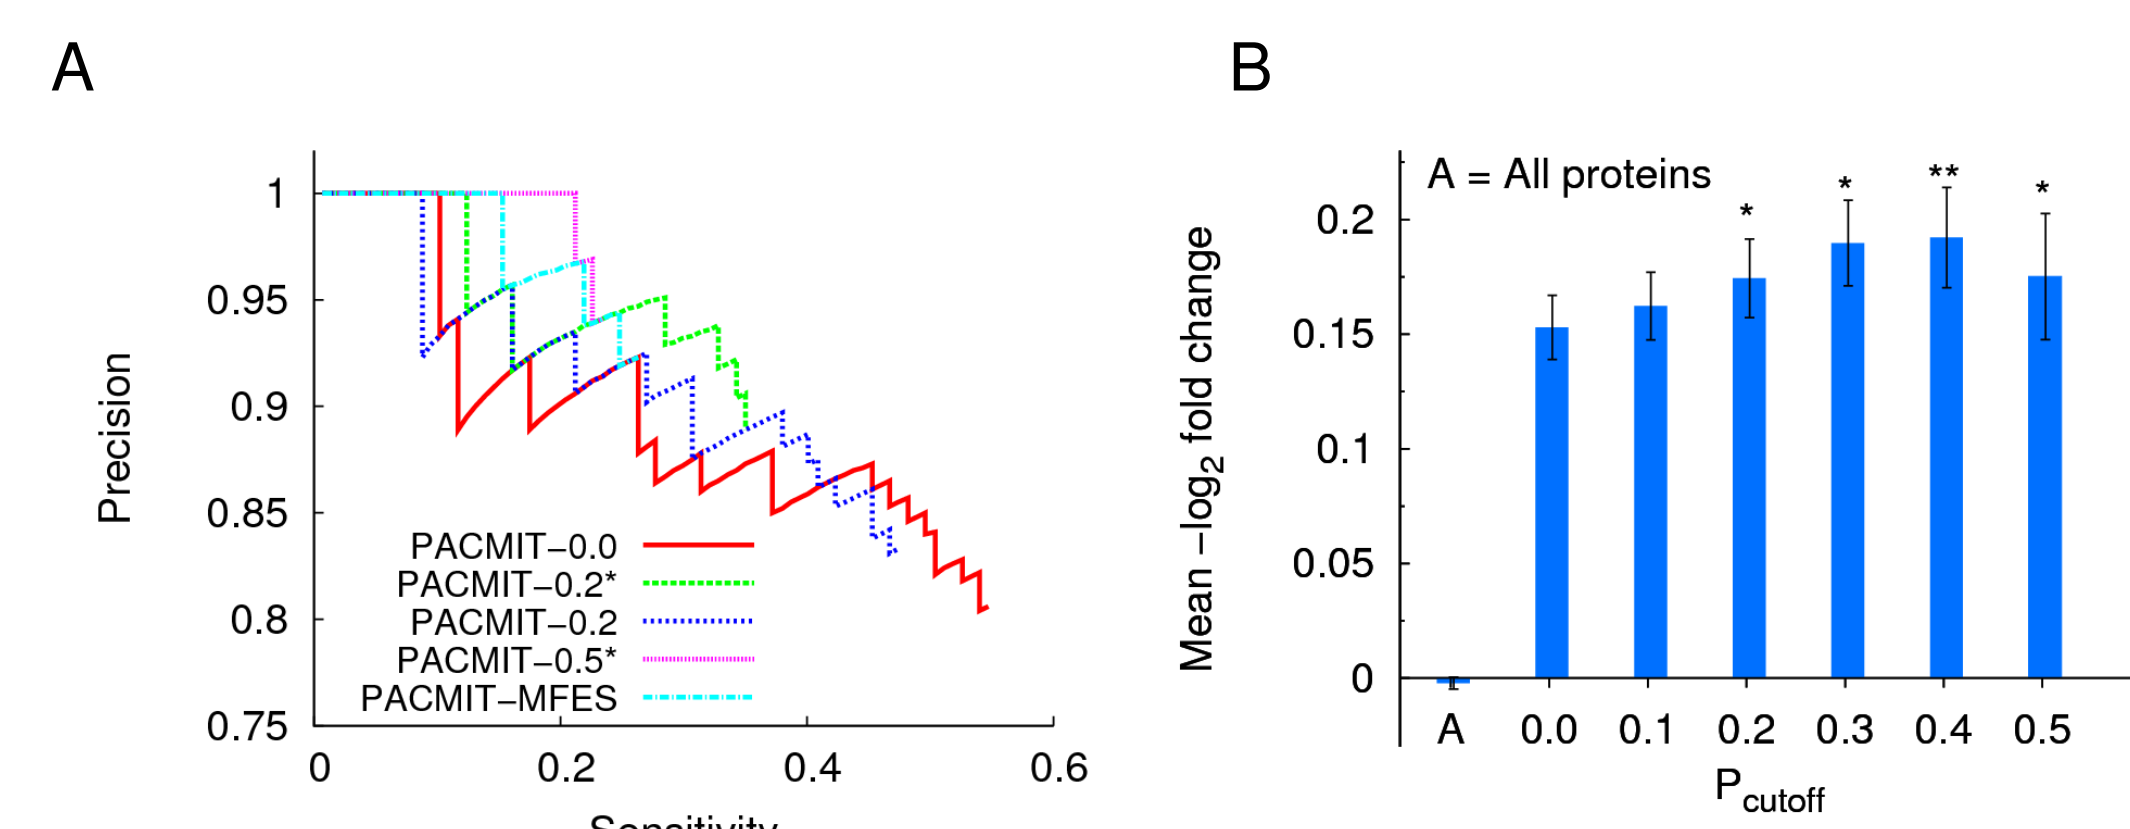 A
1
0.95
0.9
0.85
0.8
0.75
Precision
PACMIT−0.0
PACMIT−0.2*
PACMIT−0.2
PACMIT−0.5*
PACMIT−MFES
0 0.2 0.4 0.6
Sensitivity
B
A = All proteins
* * ** *
0.2
0.15
0.1
0.05
0
Mean −log2 fold change
A 0.0 0.1 0.2 0.3 0.4 0.5
Pcutoff